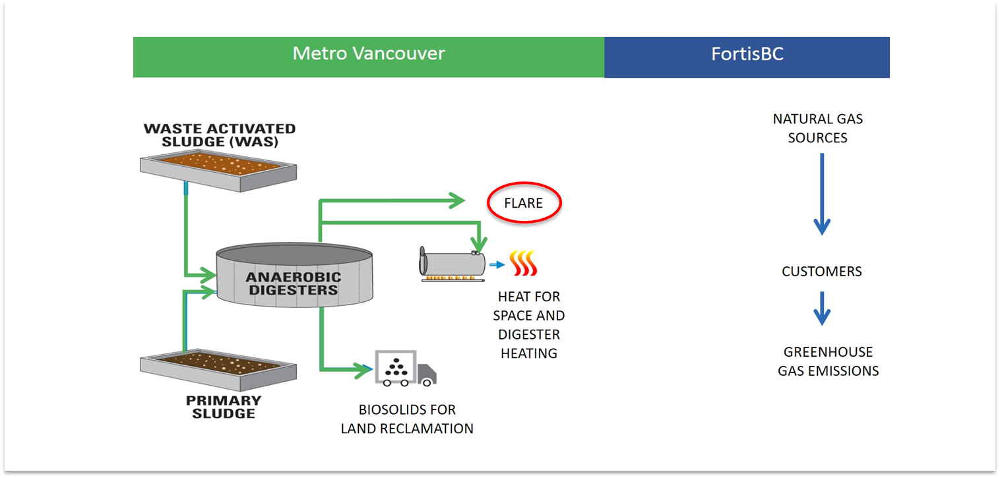 Metro Vancouver
FortisBC
WASTE ACTIVATED
SLUDGE (WAS)
NATURAL GAS
SOURCES
FLARE
ANAEROBIC
DIGESTERS
CUSTOMERS
HEAT FOR
SPACE AND
DIGESTER
HEATING
GREENHOUSE
GAS EMISSIONS
PRIMARY
SLUDGE
BIOSOLIDS FOR
LAND RECLAMATION